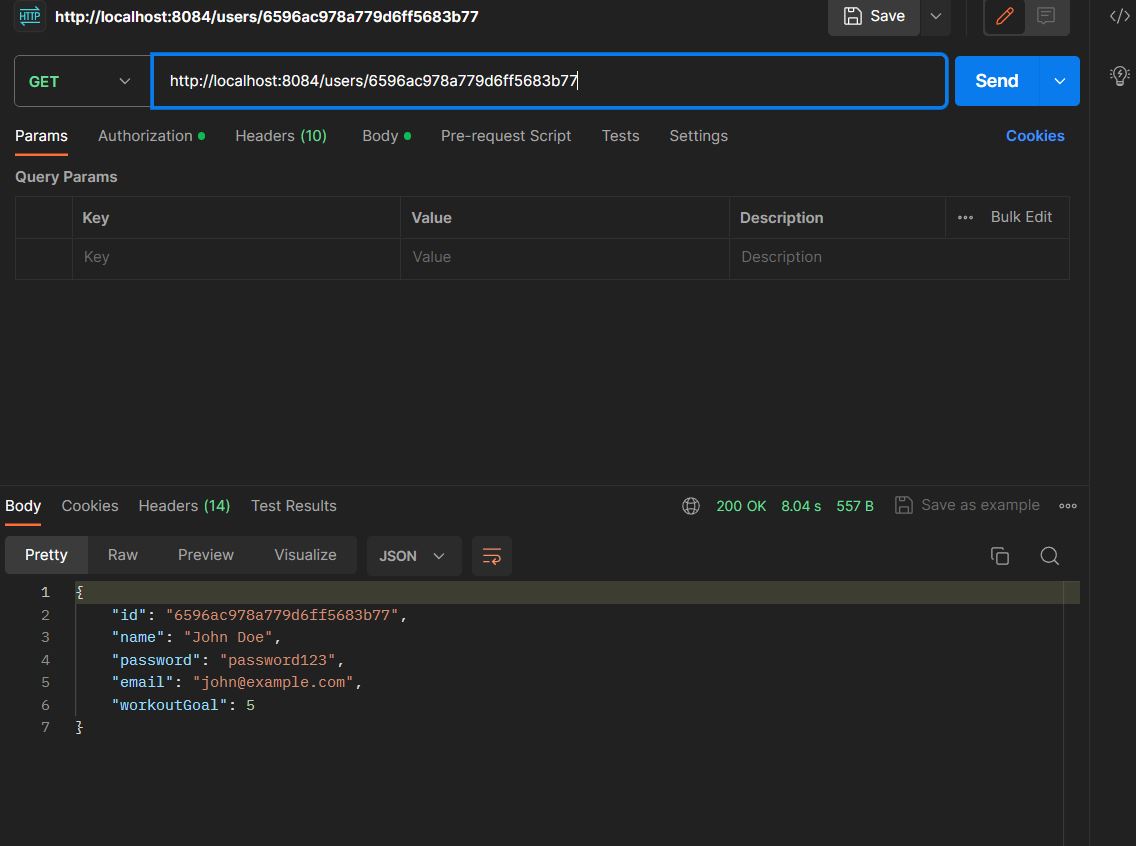 HTTP http://localhost:8084/users/6596ac978a779d6ff5683b77 Save </>
GET http://localhost:8084/users/6596ac978a779d6ff5683b77 Send
Params Authorization Headers (10) Body Pre-request Script Tests Settings Cookies
Query Params
Key Value Description ••• Bulk Edit
Key Value Description
Body Cookies Headers (14) Test Results 200 OK 8.04 s 557 B Save as example
Pretty Raw Preview Visualize JSON
1 {
2 "id": "6596ac978a779d6ff5683b77",
3 "name": "John Doe",
4 "password": "password123",
5 "email": "john@example.com",
6 "workoutGoal": 5
7 }